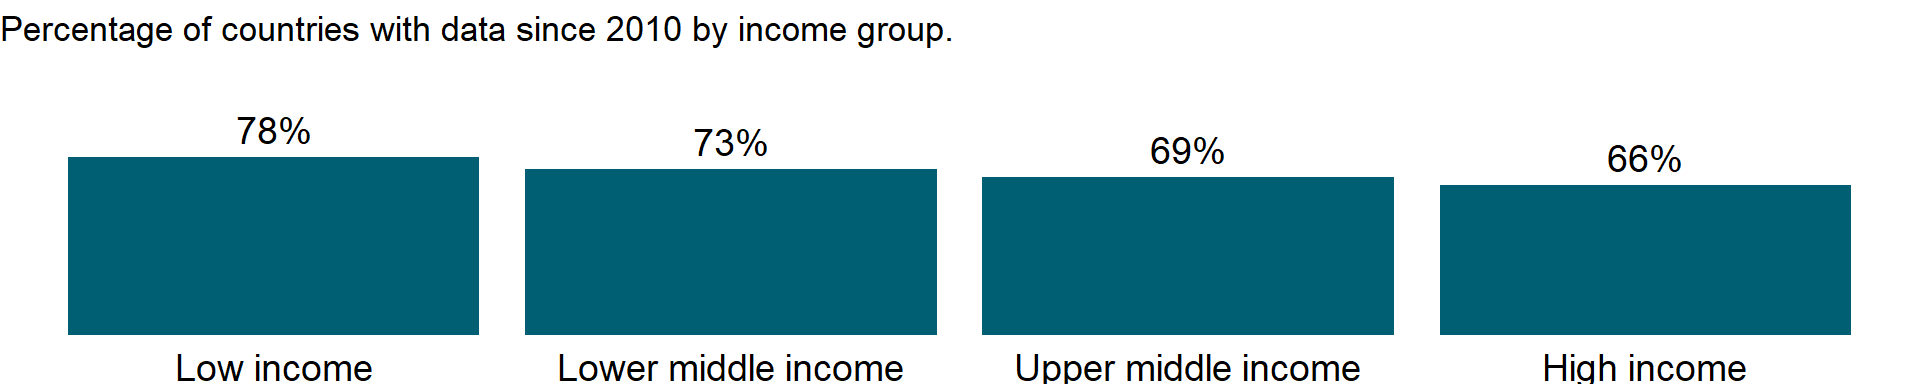 Percentage of countries with data since 2010 by income group.
78%
73%
69%
66%
Low income
Lower middle income
Upper middle income
High income